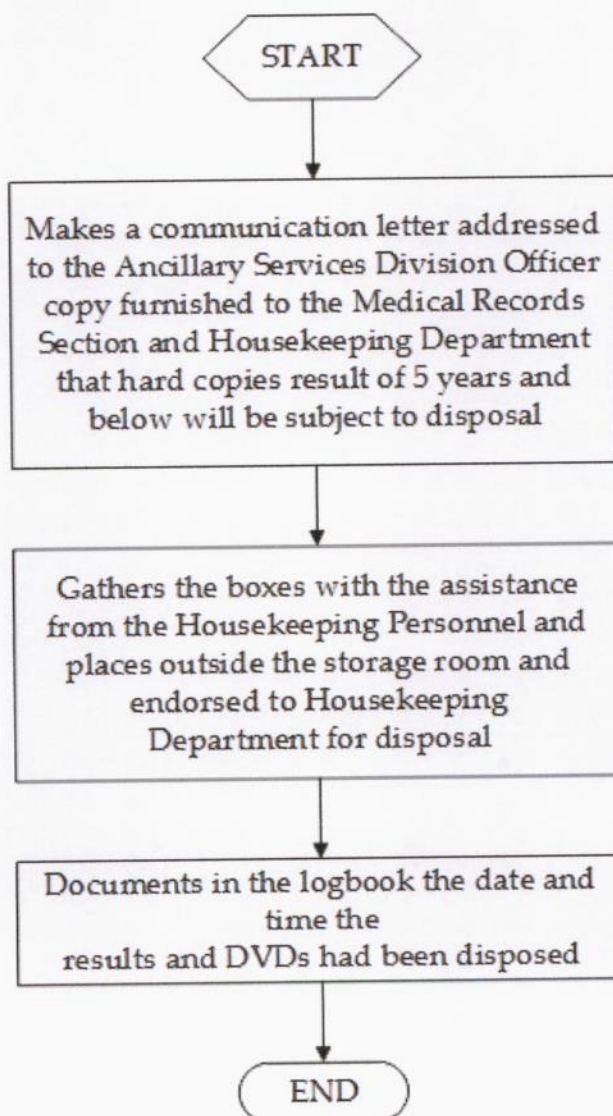 START
Makes a communication letter addressed
to the Ancillary Services Division Officer
copy furnished to the Medical Records
Section and Housekeeping Department
that hard copies result of 5 years and
below will be subject to disposal
Gathers the boxes with the assistance
from the Housekeeping Personnel and
places outside the storage room and
endorsed to Housekeeping
Department for disposal
Documents in the logbook the date and
time the
results and DVDs had been disposed
END